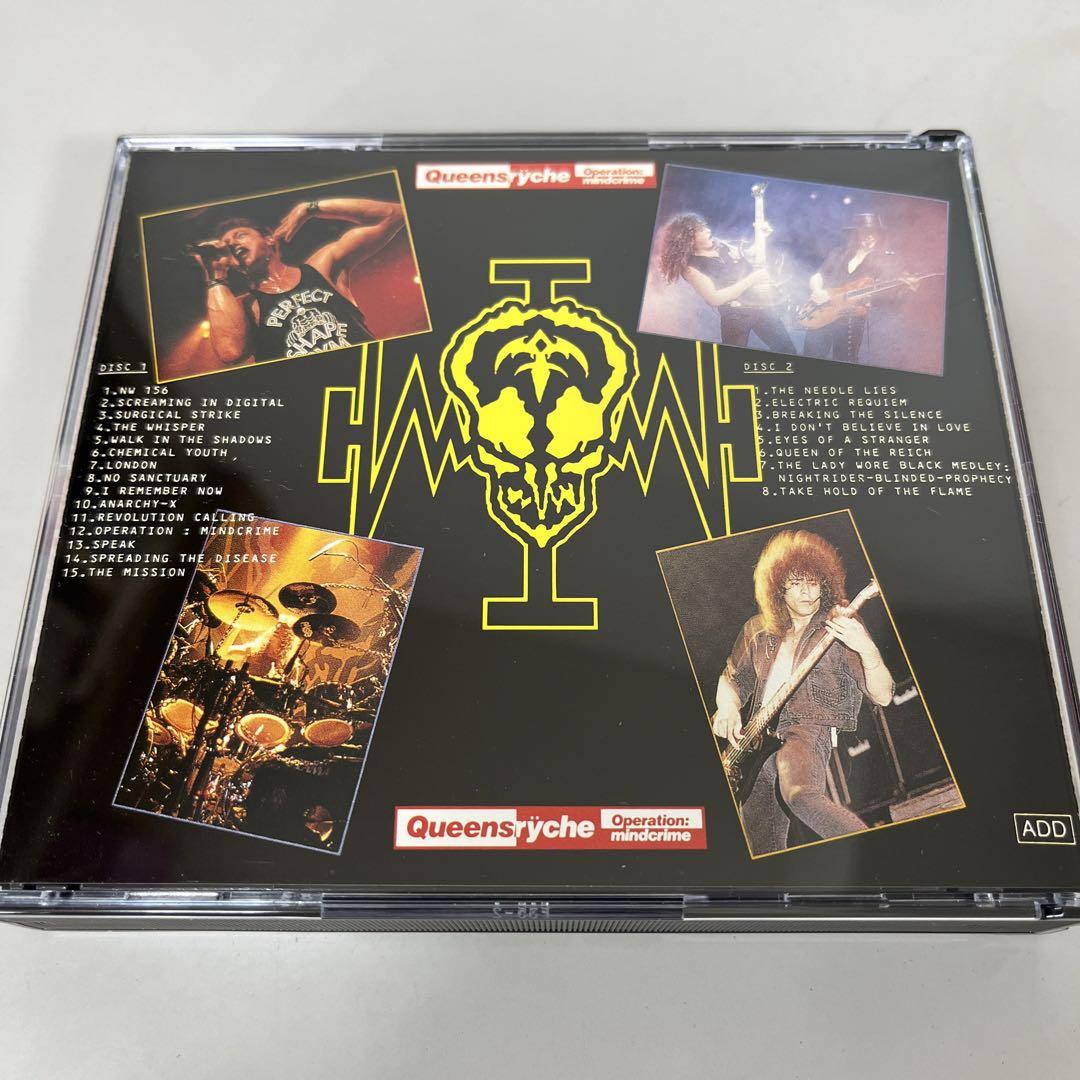 Queensrÿche Operation: mindcrime
PERFECT
SHAPE
GYM
DISC 1
1.NW 156
2.SCREAMING IN DIGITAL
3.SURGICAL STRIKE
4.THE WHISPER
5.WALK IN THE SHADOWS
6.CHEMICAL YOUTH
7.LONDON
8.NO SANCTUARY
9.I REMEMBER NOW
10.ANARCHY-X
11.REVOLUTION CALLING
12.OPERATION : MINDCRIME
13.SPEAK
14.SPREADING THE DISEASE
15.THE MISSION
DISC 2
1.THE NEEDLE LIES
2.ELECTRIC REQUIEM
3.BREAKING THE SILENCE
4.I DON'T BELIEVE IN LOVE
5.EYES OF A STRANGER
6.QUEEN OF THE REICH
7.THE LADY WORE BLACK MEDLEY:
NIGHTRIDES-BLINDED-PROPHECY
8.TAKE HOLD OF THE FLAME
Queensrÿche Operation: mindcrime
ADD